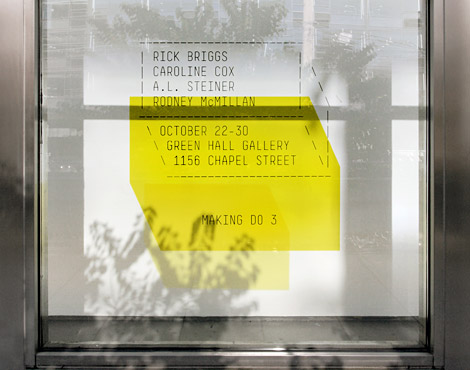 RICK BRIGGS
CAROLINE COX
A.L. STEINER
RODNEY McMILLAN
OCTOBER 22-30
GREEN HALL GALLERY
1156 CHAPEL STREET
MAKING DO 3